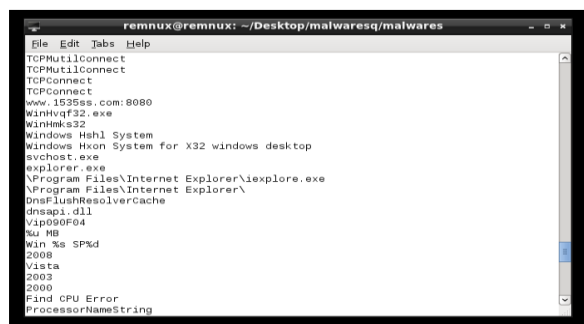 remnux@remnux: ~/Desktop/malwaresq/malwares
File Edit Tabs Help
TCPMutilConnect
TCPMutilConnect
TCPConnect
TCPConnect
www.1535ss.com:8080
WinHvqf32.exe
WinHmks32
Windows Hshl System
Windows Hxon System for X32 windows desktop
svchost.exe
explorer.exe
\Program Files\Internet Explorer\iexplore.exe
\Program Files\Internet Explorer\
DnsFlushResolverCache
dnsapi.dll
Vip090F04
%u MB
Win %s SP%d
2008
Vista
2003
2000
Find CPU Error
ProcessorNameString